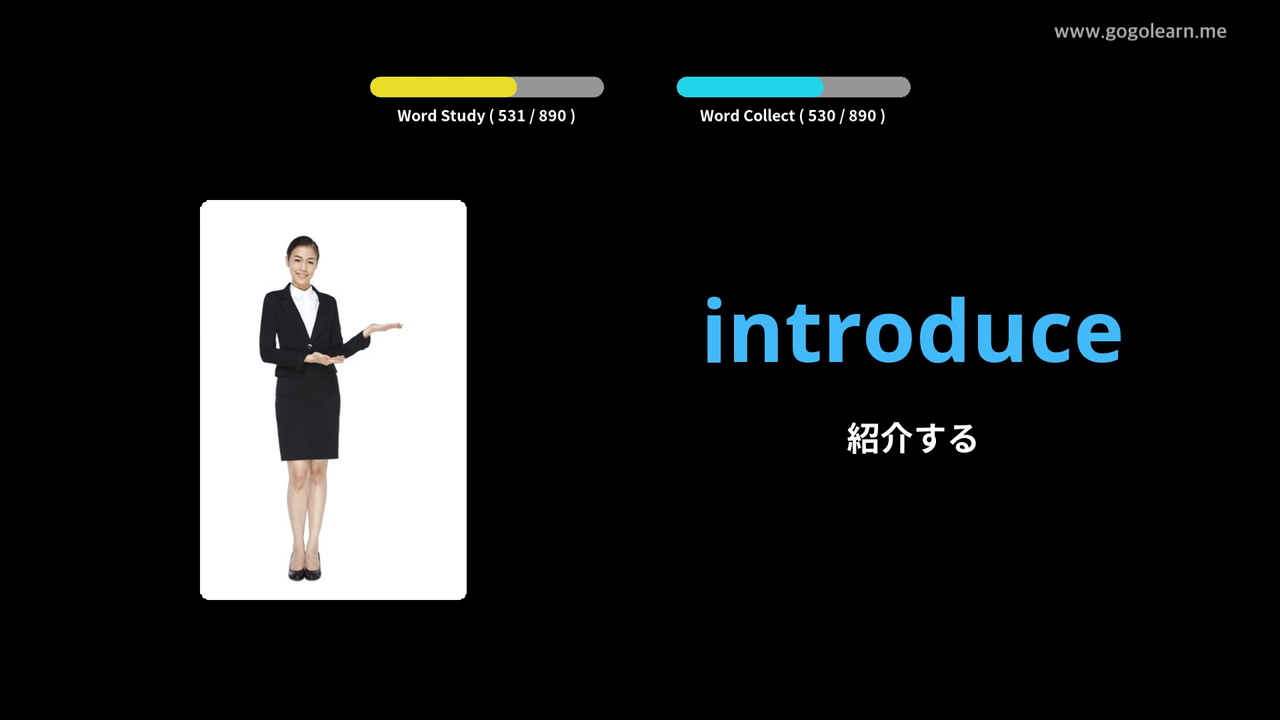 www.gogolearn.me
Word Study ( 531 / 890 )
Word Collect ( 530 / 890 )
introduce
紹介する